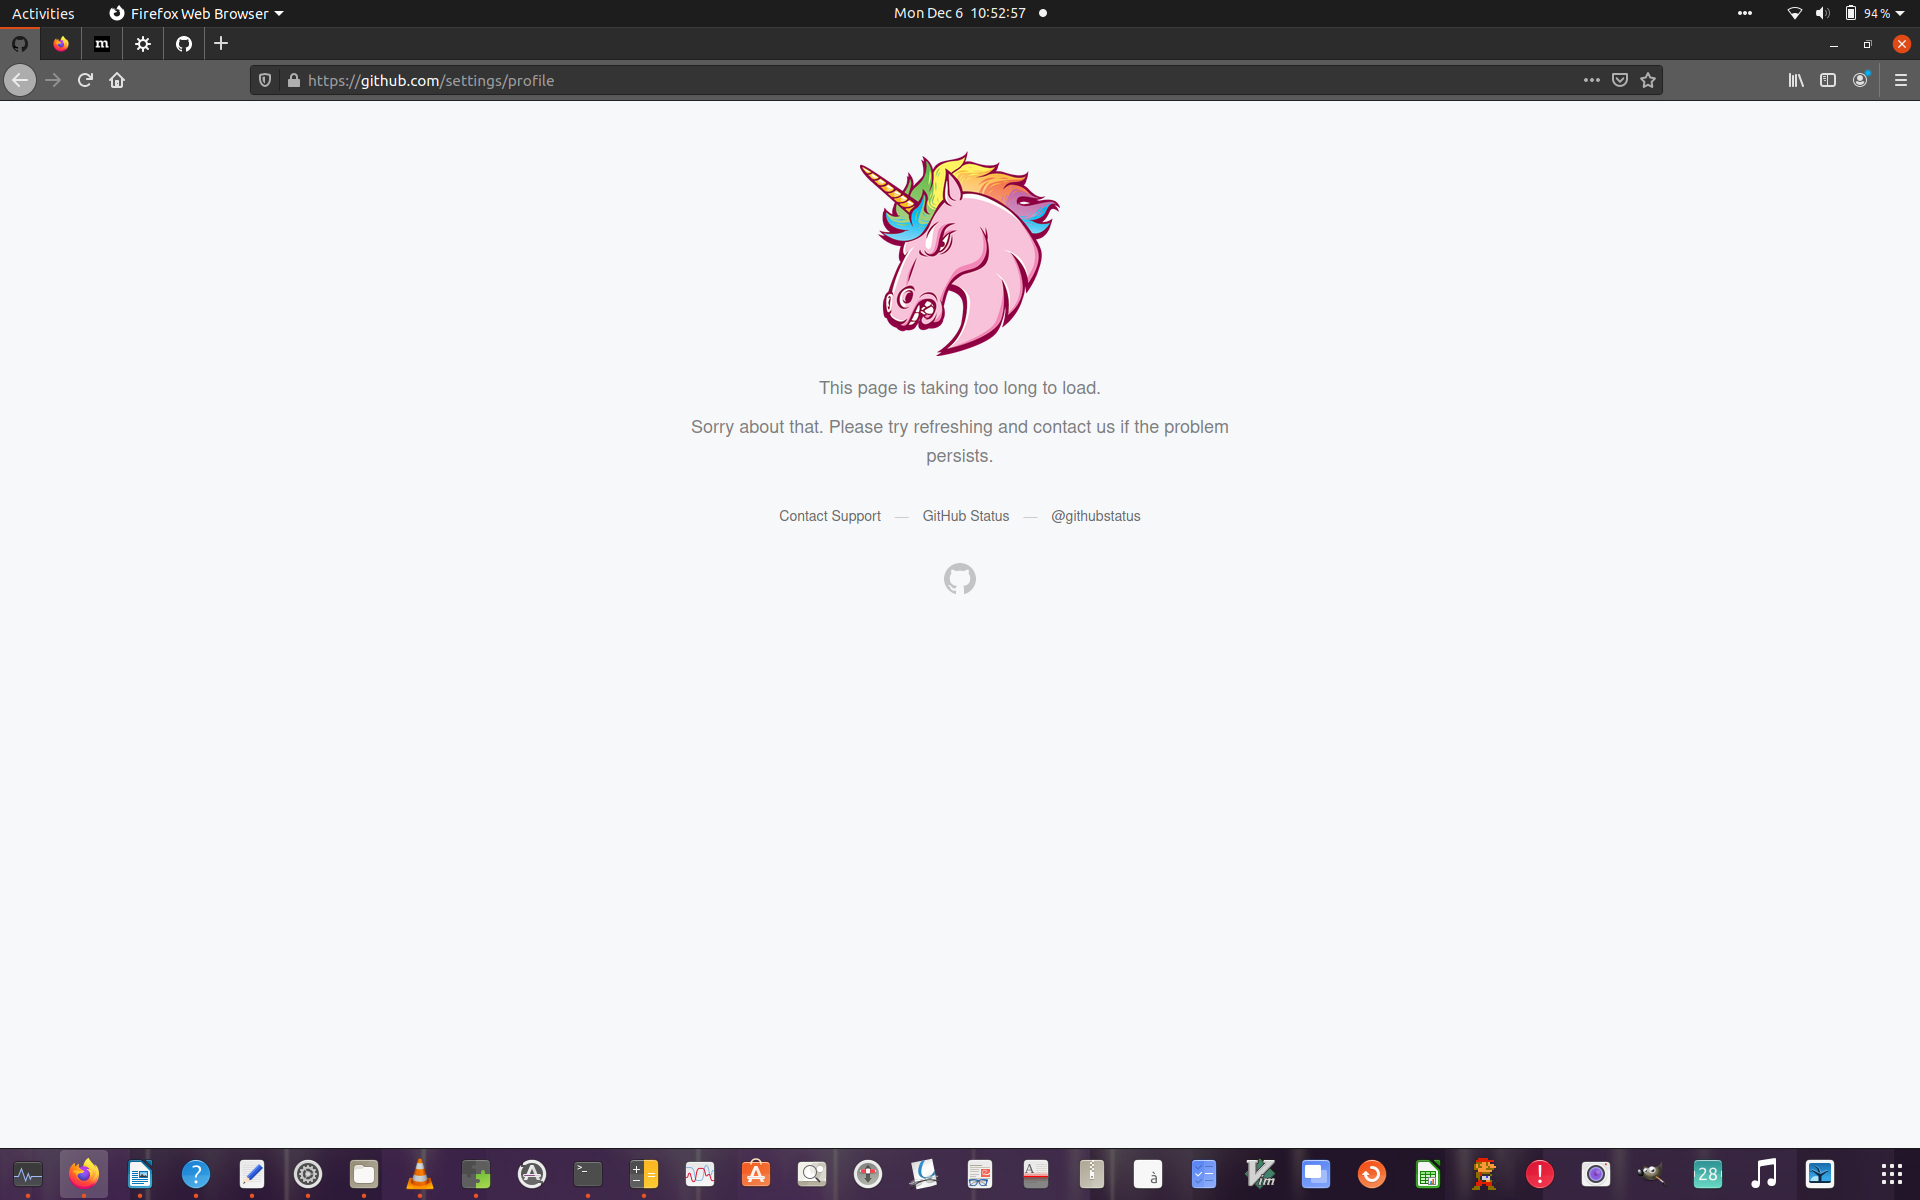 Activities
Firefox Web Browser
Mon Dec 6 10:52:57
94 %
m
https://github.com/settings/profile
This page is taking too long to load.
Sorry about that. Please try refreshing and contact us if the problem
persists.
Contact Support — GitHub Status — @githubstatus
?
>_
A
à
Vim
!
28